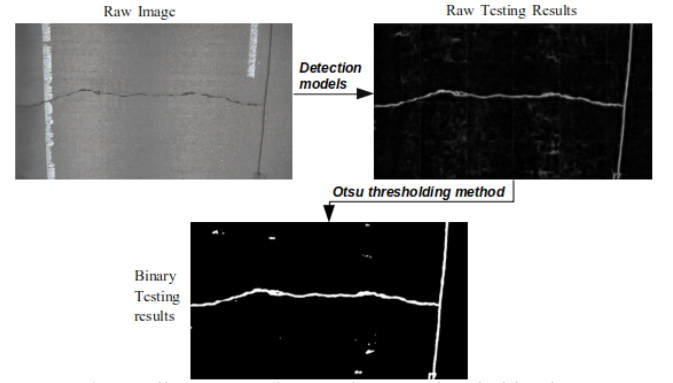 Raw Image
Raw Testing Results
Detection
models
Otsu thresholding method
Binary
Testing
results